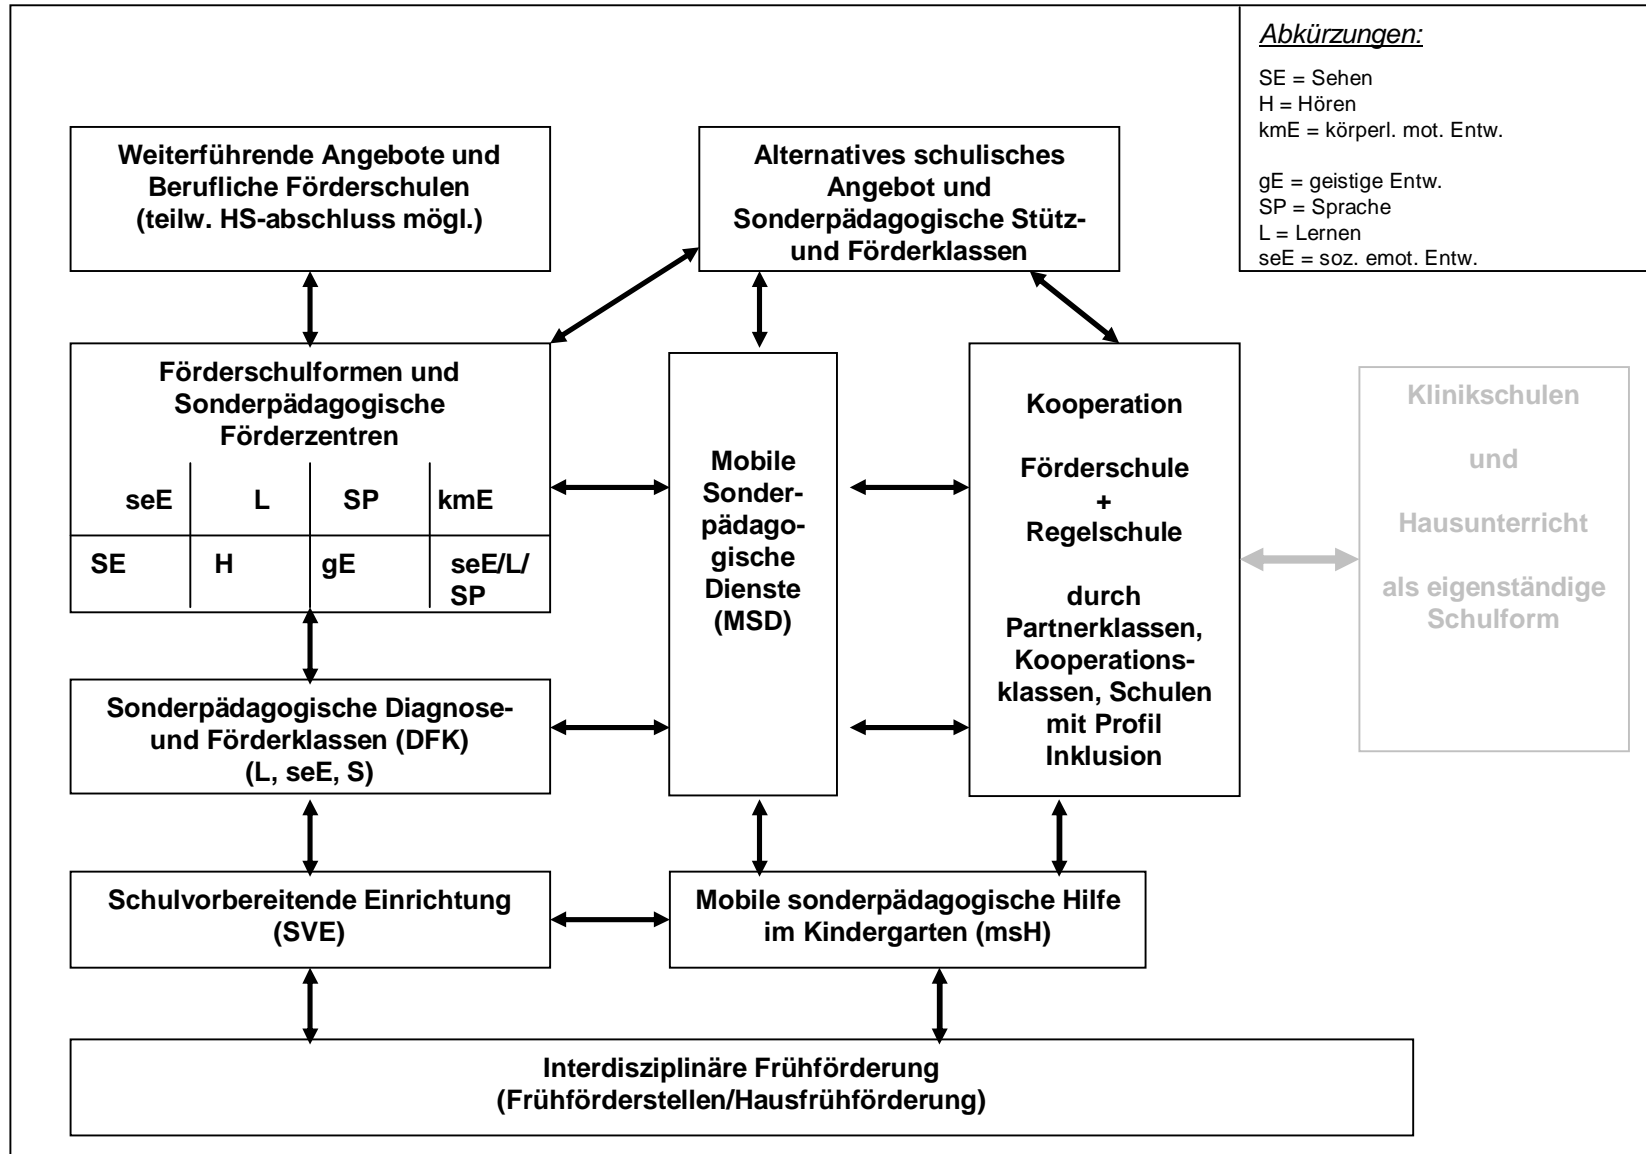 Abkürzungen:
SE = Sehen
H = Hören
kmE = körperl. mot. Entw.
gE = geistige Entw.
SP = Sprache
L = Lernen
seE = soz. emot. Entw.
Weiterführende Angebote und
Berufliche Förderschulen
(teilw. HS-abschluss mögl.)
Alternatives schulisches
Angebot und
Sonderpädagogische Stütz-
und Förderklassen
Förderschulformen und
Sonderpädagogische
Förderzentren
seE L SP kmE
SE H gE seE/L/
SP
Mobile
Sonder-
pädago-
gische
Dienste
(MSD)
Kooperation
Förderschule
+
Regelschule
durch
Partnerklassen,
Kooperations-
klassen, Schulen
mit Profil
Inklusion
Klinikschulen
und
Hausunterricht
als eigenständige
Schulform
Sonderpädagogische Diagnose-
und Förderklassen (DFK)
(L, seE, S)
Schulvorbereitende Einrichtung
(SVE)
Mobile sonderpädagogische Hilfe
im Kindergarten (msH)
Interdisziplinäre Frühförderung
(Frühförderstellen/Hausfrühförderung)